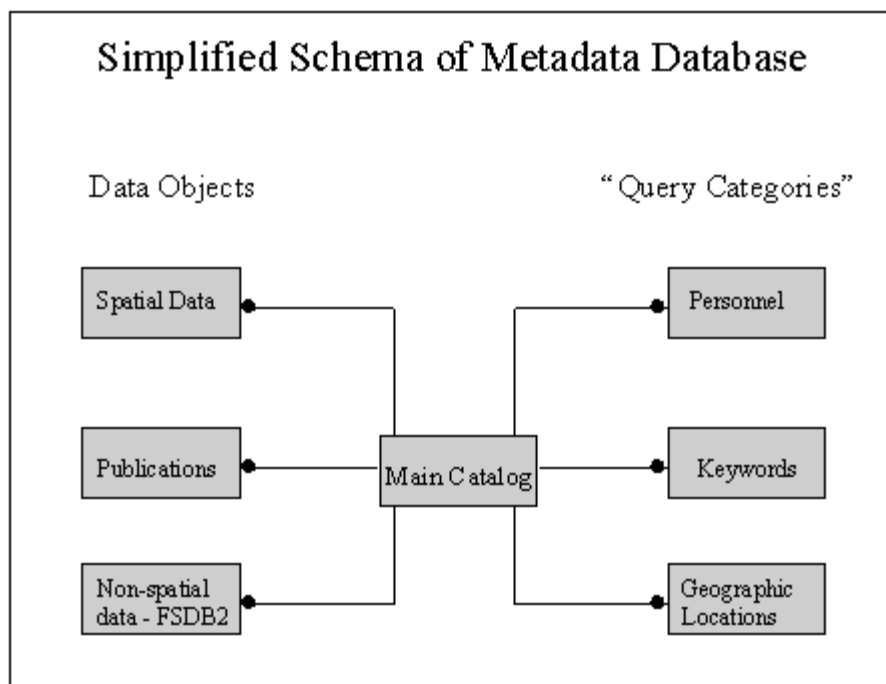 Simplified Schema of Metadata Database
Data Objects
“Query Categories”
Spatial Data
Personnel
Publications
Main Catalog
Keywords
Non-spatial
data - FSDB2
Geographic
Locations